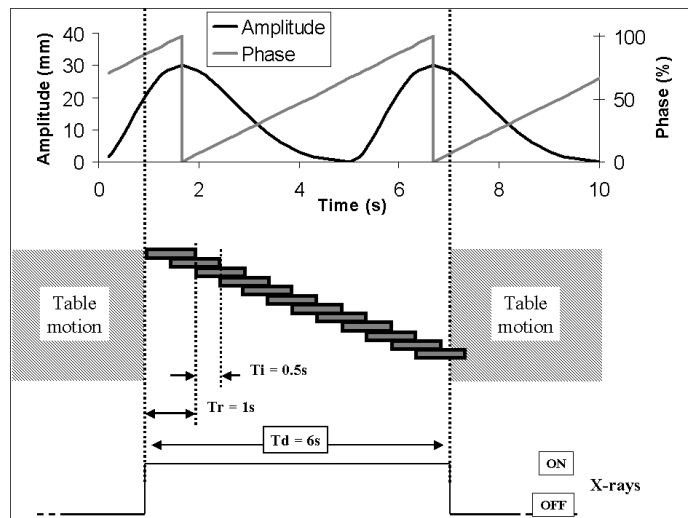 Amplitude
Phase
Amplitude (mm)
40
30
20
10
0
Phase (%)
100
50
0
0 2 4 6 8 10
Time (s)
Table
motion
Table
motion
Ti = 0.5s
Tr = 1s
Td = 6s
ON
X-rays
OFF